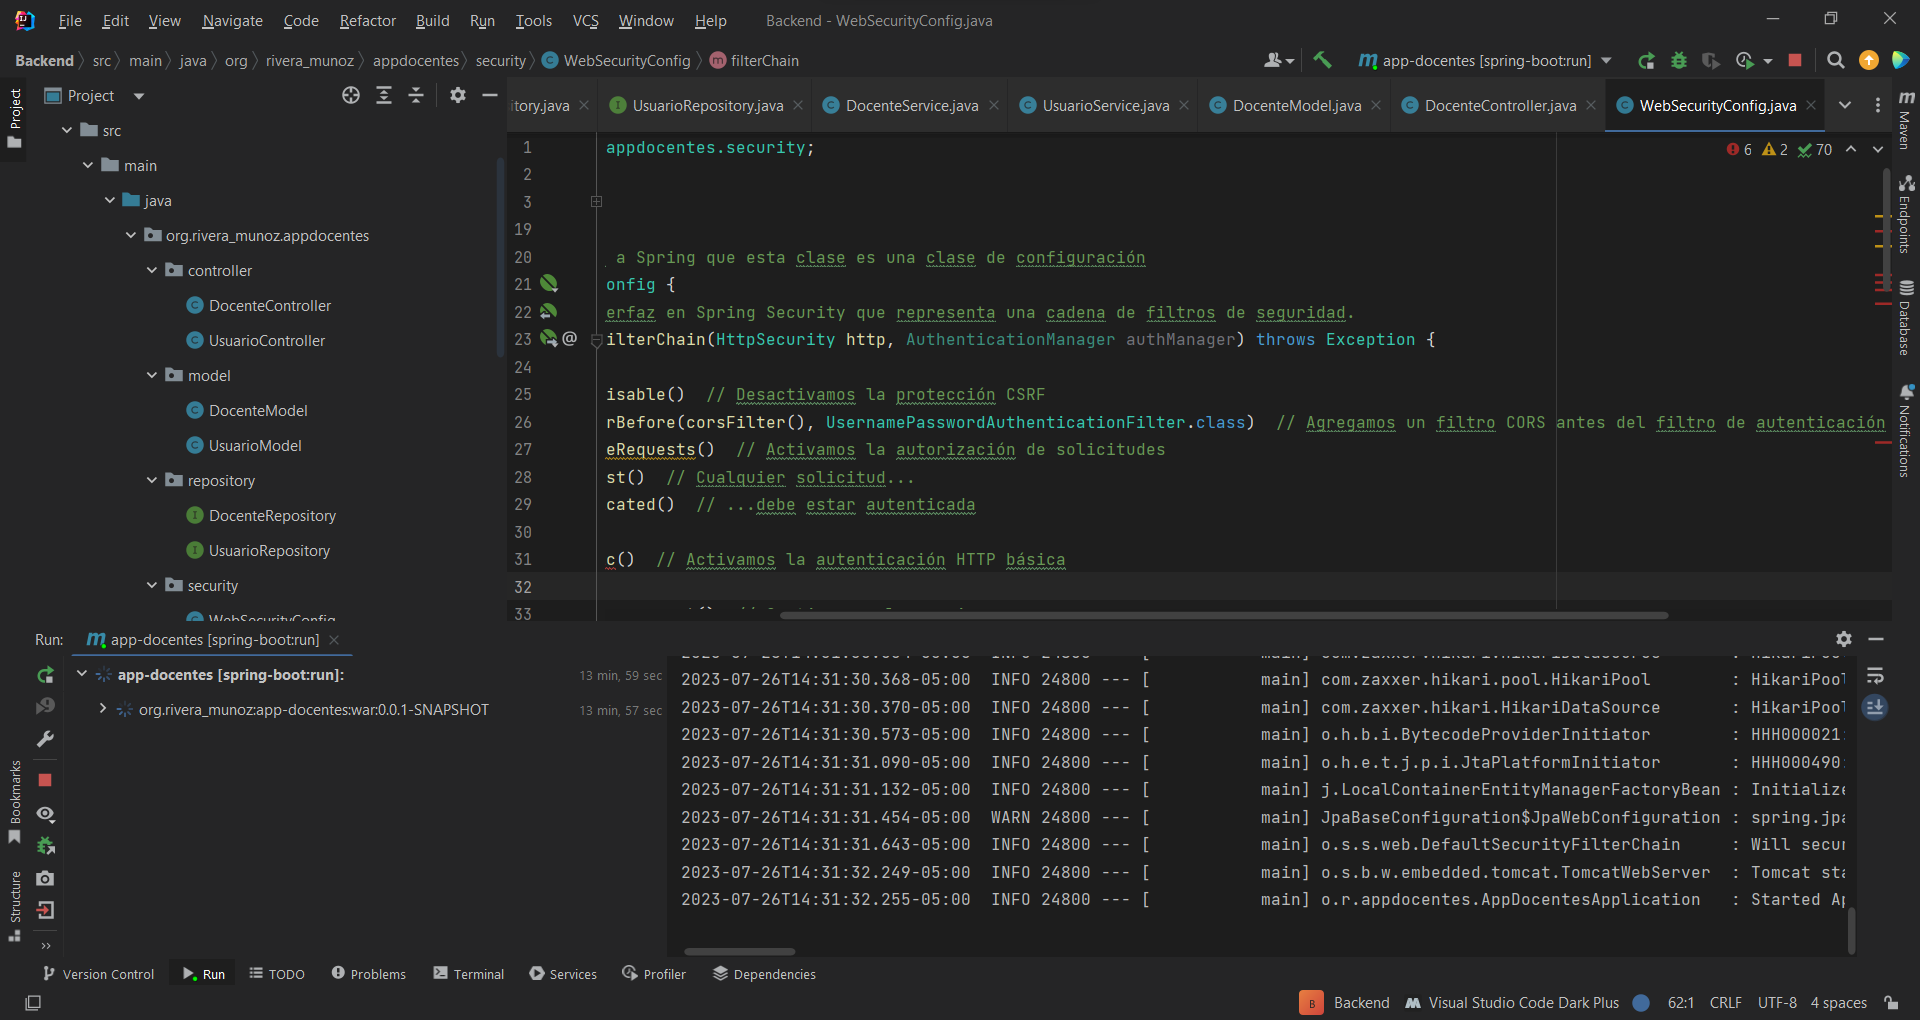 File Edit View Navigate Code Refactor Build Run Tools VCS Window Help Backend - WebSecurityConfig.java
Backend src main java org rivera_munoz appdocentes security WebSecurityConfig filterChain app-docentes [spring-boot:run]
Project
itory.java UsuarioRepository.java DocenteService.java UsuarioService.java DocenteModel.java DocenteController.java WebSecurityConfig.java
Project
src
main
java
org.rivera_munoz.appdocentes
controller
DocenteController
UsuarioController
model
DocenteModel
UsuarioModel
repository
DocenteRepository
UsuarioRepository
security
WebSecurityConfig
6 2 70
1 appdocentes.security;
2
3
19
20 a Spring que esta clase es una clase de configuración
21 onfig {
22 erfaz en Spring Security que representa una cadena de filtros de seguridad.
23 @ ilterChain(HttpSecurity http, AuthenticationManager authManager) throws Exception {
24
25 isable() // Desactivamos la protección CSRF
26 rBefore(corsFilter(), UsernamePasswordAuthenticationFilter.class) // Agregamos un filtro CORS antes del filtro de autenticación
27 eRequests() // Activamos la autorización de solicitudes
28 st() // Cualquier solicitud...
29 cated() // ...debe estar autenticada
30
31 c() // Activamos la autenticación HTTP básica
32
33
Maven
Endpoints
Database
Notifications
Run: app-docentes [spring-boot:run]
app-docentes [spring-boot:run]: 13 min, 59 sec
org.rivera_munoz:app-docentes:war:0.0.1-SNAPSHOT 13 min, 57 sec
2023-07-26T14:31:30.368-05:00 INFO 24800 --- [ main] com.zaxxer.hikari.pool.HikariPool : HikariPool
2023-07-26T14:31:30.370-05:00 INFO 24800 --- [ main] com.zaxxer.hikari.HikariDataSource : HikariPool
2023-07-26T14:31:30.573-05:00 INFO 24800 --- [ main] o.h.b.i.BytecodeProviderInitiator : HHH000021:
2023-07-26T14:31:31.090-05:00 INFO 24800 --- [ main] o.h.e.t.j.p.i.JtaPlatformInitiator : HHH000490:
2023-07-26T14:31:31.132-05:00 INFO 24800 --- [ main] j.LocalContainerEntityManagerFactoryBean : Initialize
2023-07-26T14:31:31.454-05:00 WARN 24800 --- [ main] JpaBaseConfiguration$JpaWebConfiguration : spring.jpa
2023-07-26T14:31:31.643-05:00 INFO 24800 --- [ main] o.s.s.web.DefaultSecurityFilterChain : Will secur
2023-07-26T14:31:32.249-05:00 INFO 24800 --- [ main] o.s.b.w.embedded.tomcat.TomcatWebServer : Tomcat sta
2023-07-26T14:31:32.255-05:00 INFO 24800 --- [ main] o.r.appdocentes.AppDocentesApplication : Started Ap
Bookmarks
Structure
Version Control Run TODO Problems Terminal Services Profiler Dependencies
B Backend Visual Studio Code Dark Plus 62:1 CRLF UTF-8 4 spaces